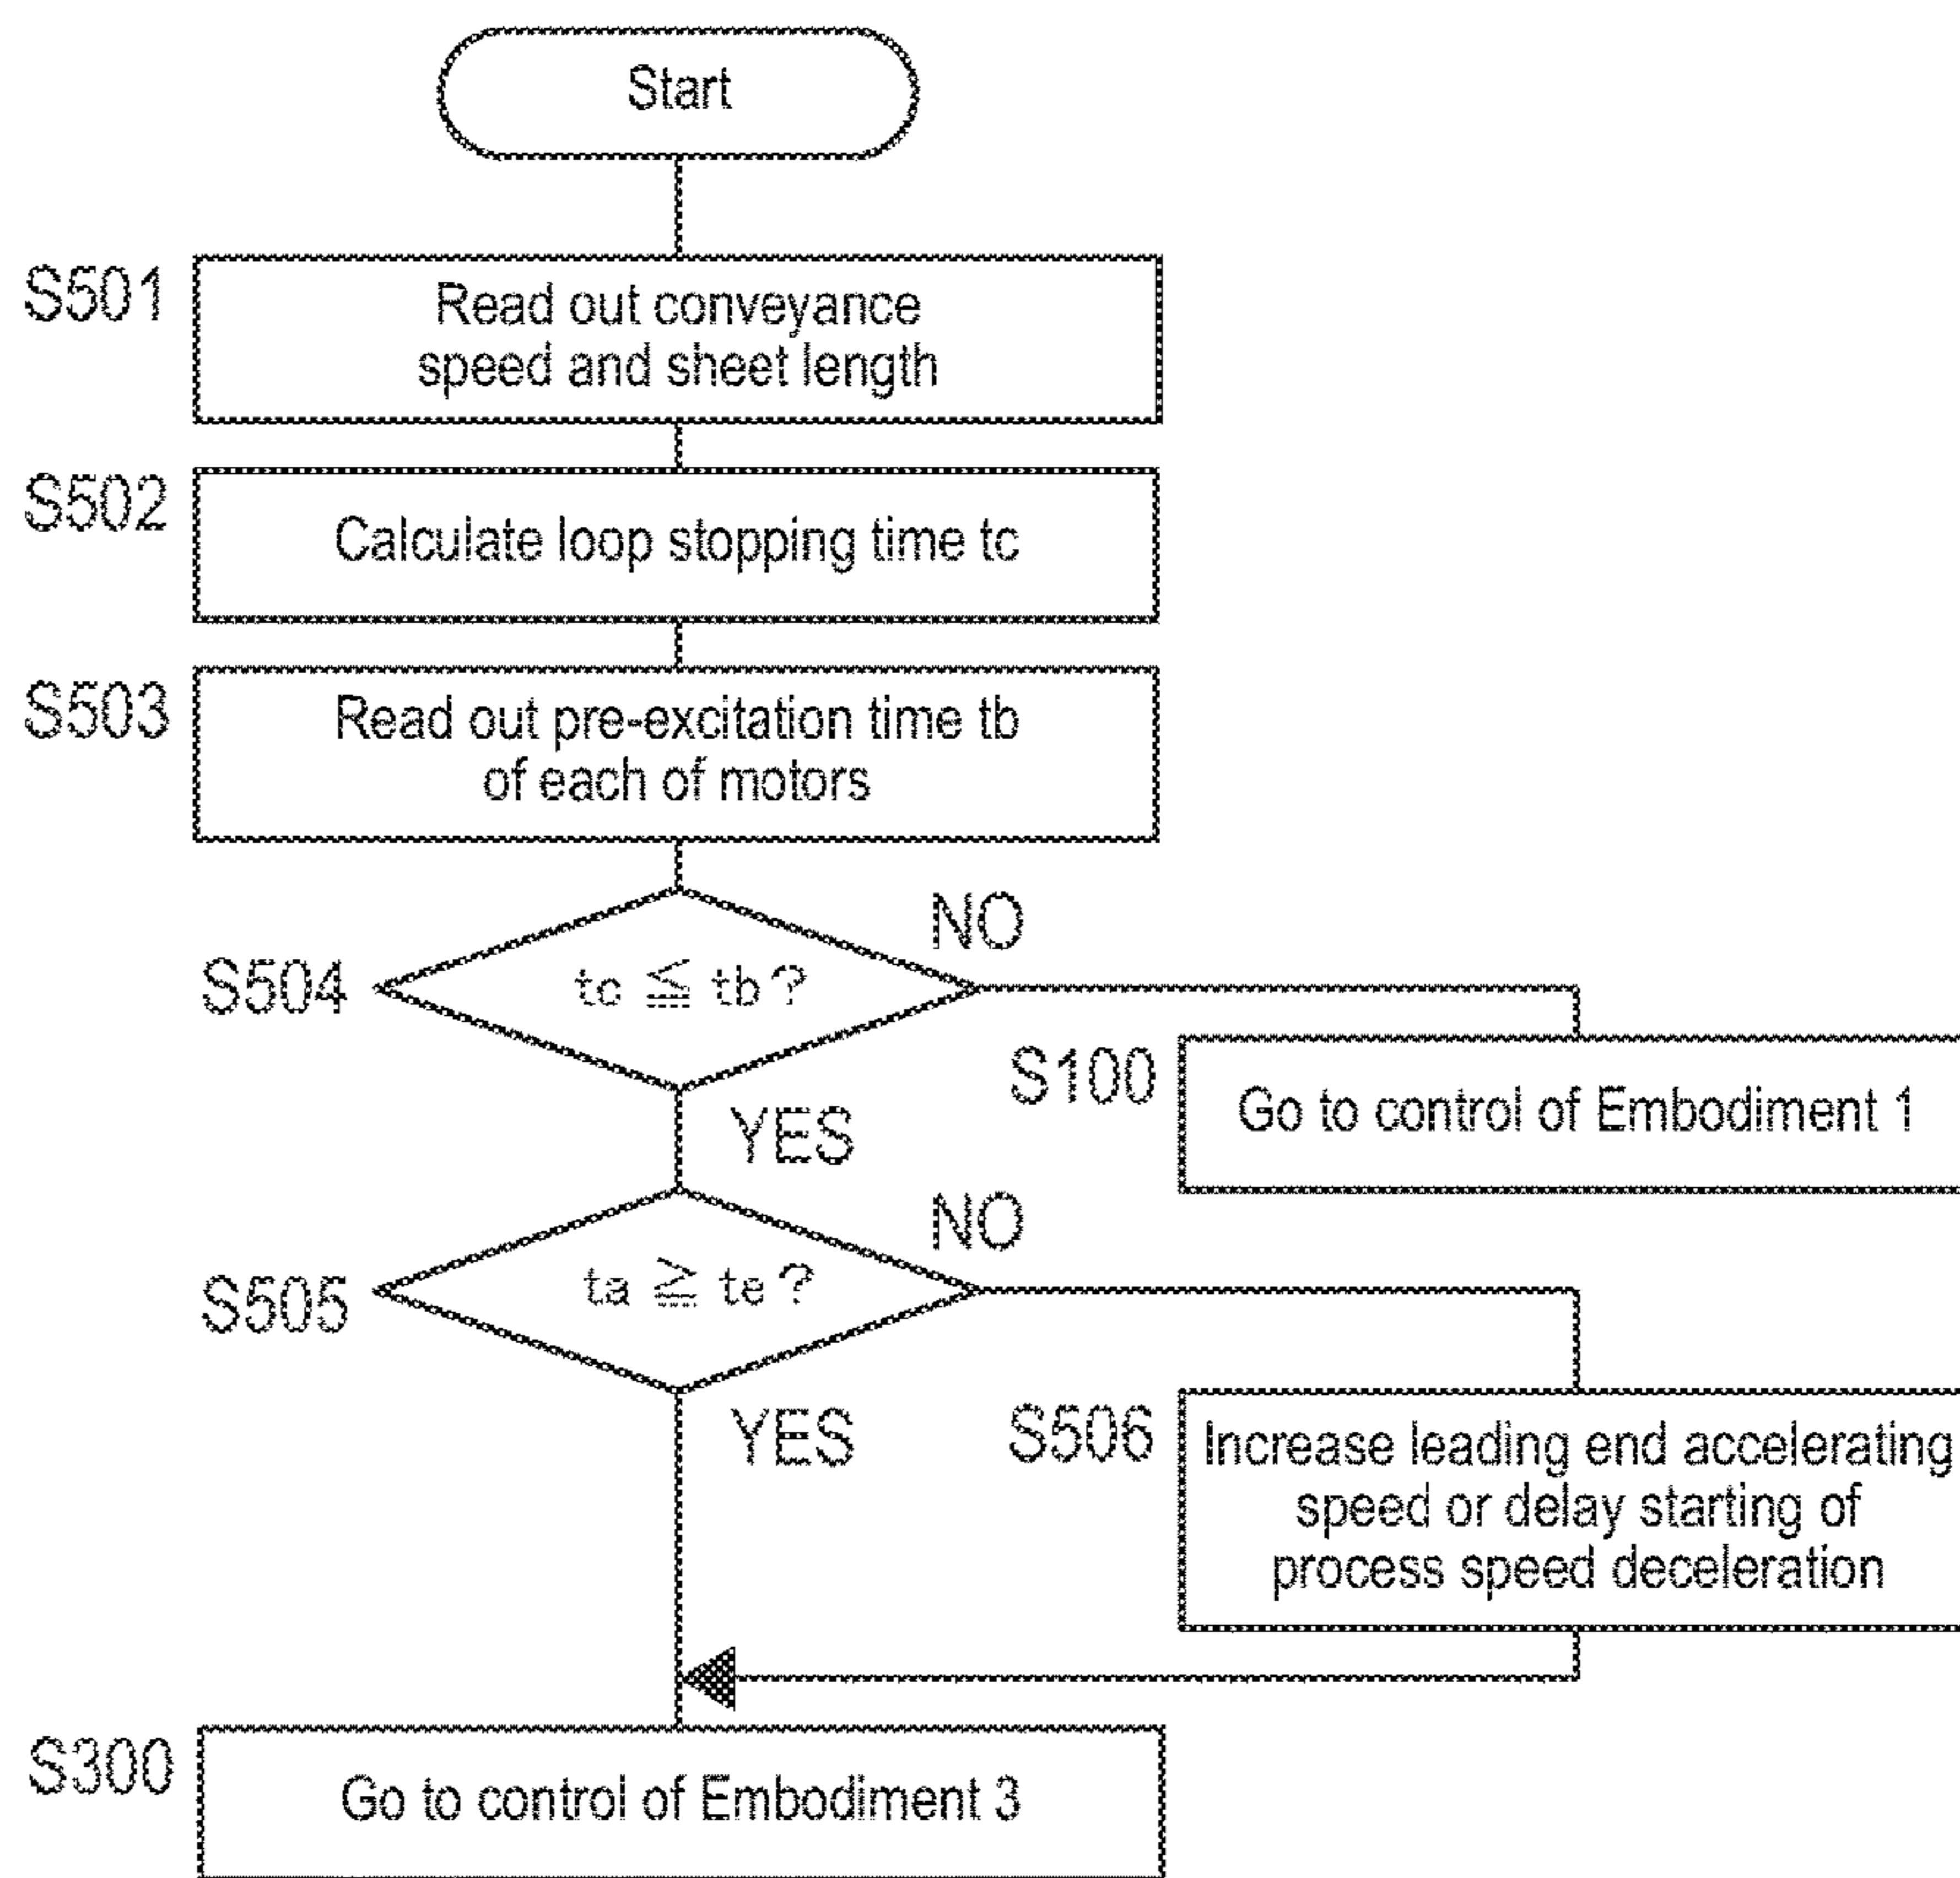 Start
S501
Read out conveyance
speed and sheet length
S502
Calculate loop stopping time tc
S503
Read out pre-excitation time tb
of each of motors
S504
tc ≦ tb ?
NO
YES
S100
Go to control of Embodiment 1
S505
ta ≧ te ?
NO
YES
S506
Increase leading end accelerating
speed or delay starting of
process speed deceleration
S300
Go to control of Embodiment 3